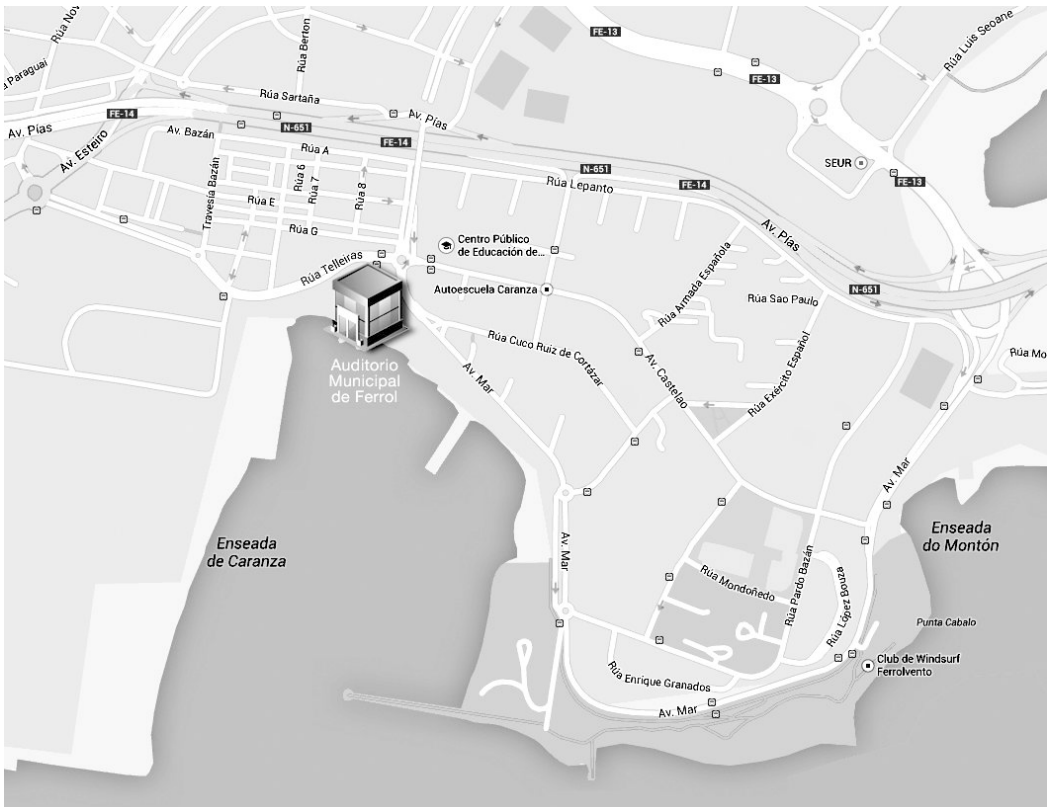 Rúa Nov
Rúa Berton
FE-13
Rúa Luis Seoane
a Paraguai
FE-13
Rúa Sartaña
FE-14
Av. Pías
Av. Pías
Av. Esteiro
Av. Bazán
N-651
Rúa A
FE-14
SEUR
N-651
FE-13
Rúa Lepanto
FE-14
Travesía Bazán
Rúa 6
Rúa 7
Rúa 8
Rúa E
Rúa G
Av. Pías
Centro Público
de Educación de...
Rúa Telleiras
Autoescuela Caranza
Rúa Armada Española
N-651
Rúa Sao Paulo
Rúa Cuco Ruiz de Cortázar
Rúa Mo
Auditorio
Municipal
de Ferrol
Av. Mar
Av. Castelao
Rúa Exército Español
Av. Mar
Enseada
de Caranza
Av. Mar
Enseada
do Montón
Rúa Mondoñedo
Rúa Pardo Bazán
Rúa López Bouza
Punta Cabalo
Club de Windsurf
Ferrolvento
Rúa Enrique Granados
Av. Mar